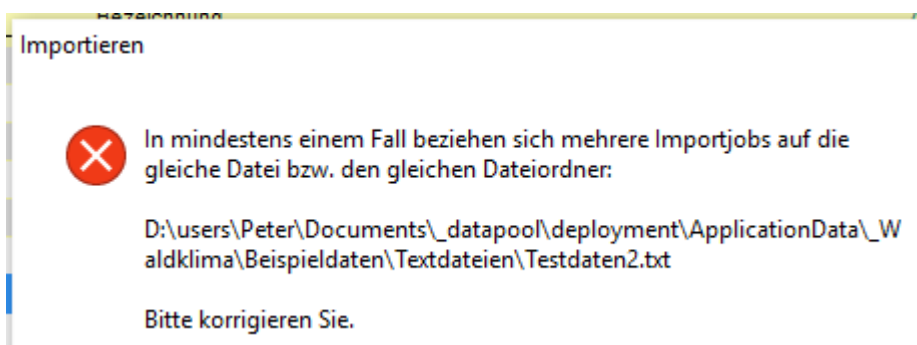 Bezeichnung
Importieren
In mindestens einem Fall beziehen sich mehrere Importjobs auf die
gleiche Datei bzw. den gleichen Dateiordner:
D:\users\Peter\Documents\_datapool\deployment\ApplicationData\_W
aldklima\Beispieldaten\Textdateien\Testdaten2.txt
Bitte korrigieren Sie.